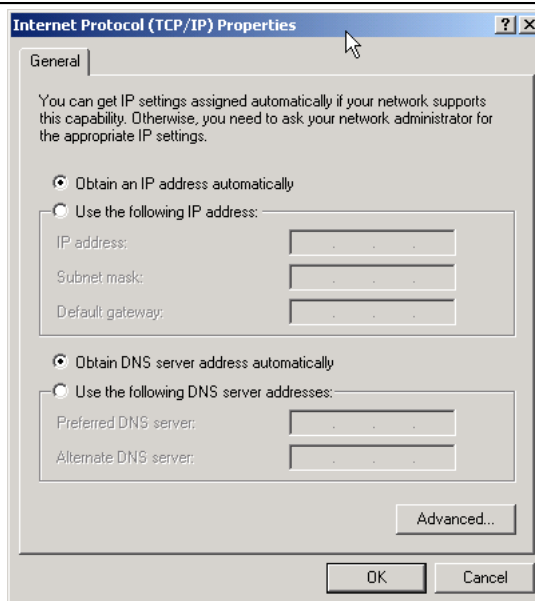 Internet Protocol (TCP/IP) Properties
General
You can get IP settings assigned automatically if your network supports
this capability. Otherwise, you need to ask your network administrator for
the appropriate IP settings.
Obtain an IP address automatically
Use the following IP address:
IP address:
Subnet mask:
Default gateway:
Obtain DNS server address automatically
Use the following DNS server addresses:
Preferred DNS server:
Alternate DNS server:
Advanced...
OK
Cancel